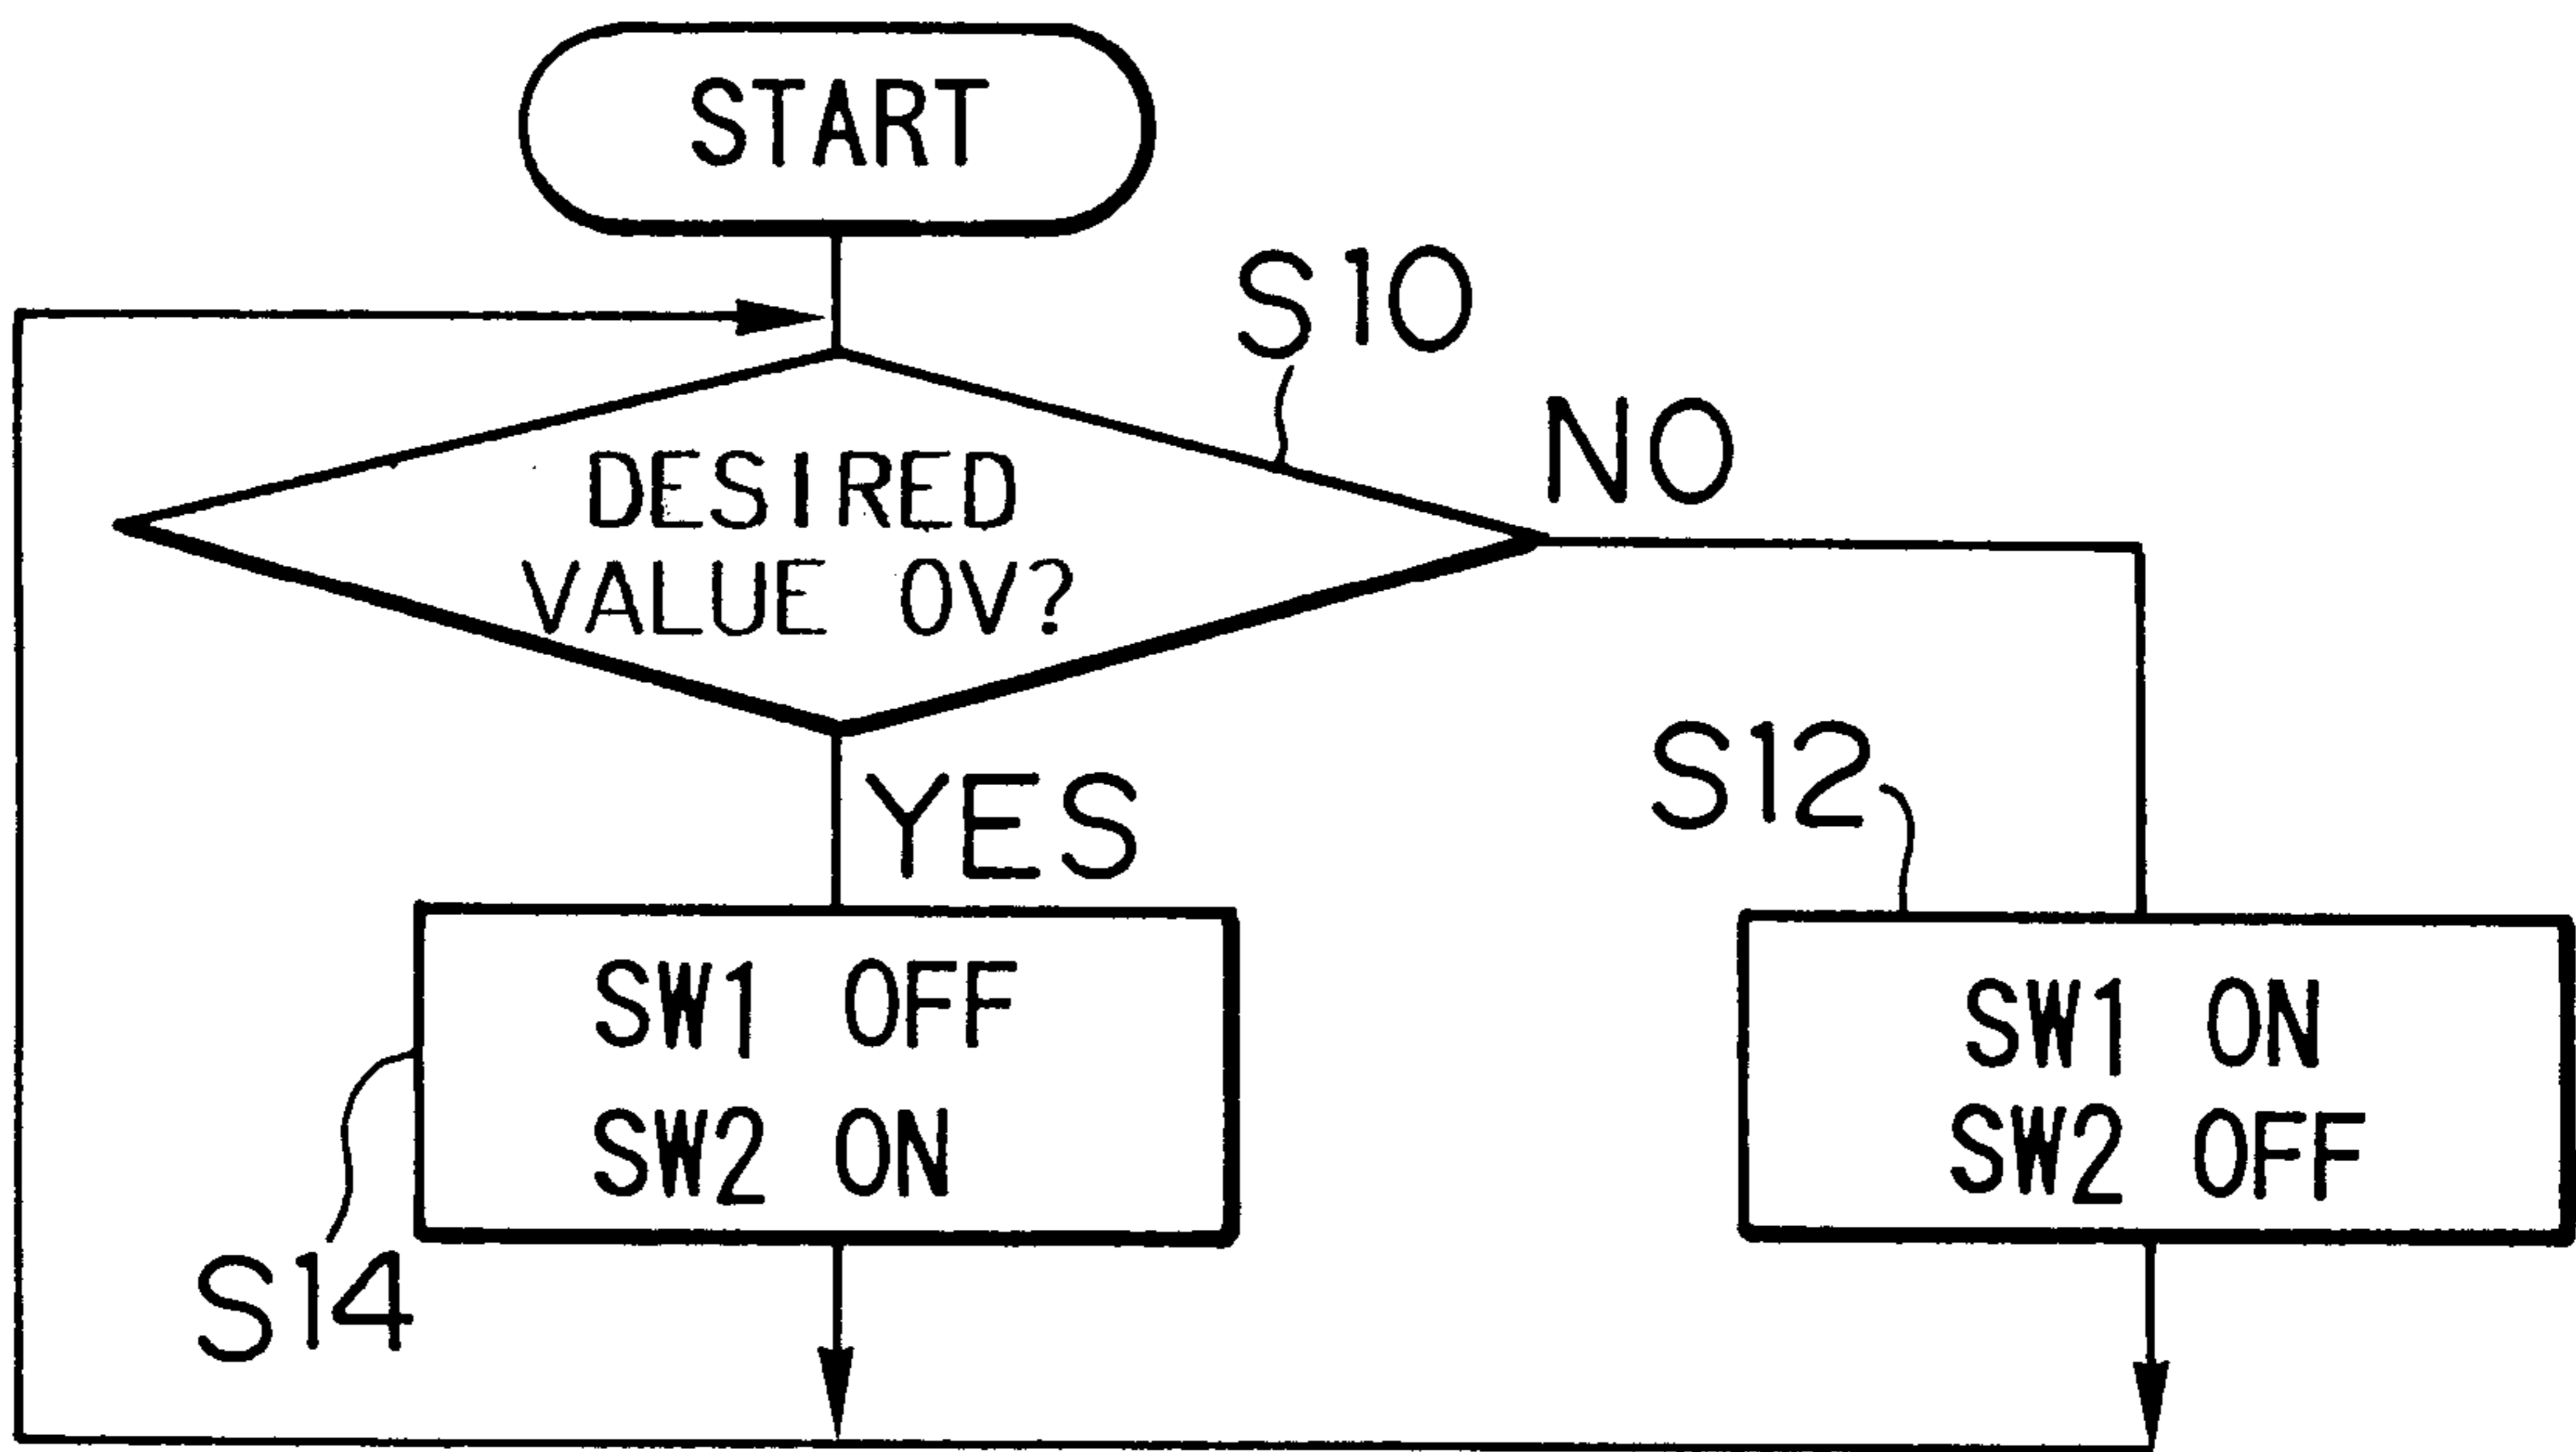 START
S10
NO
DESIRED
VALUE 0V?
YES
S12
SW1 OFF
SW2 ON
SW1 ON
SW2 OFF
S14